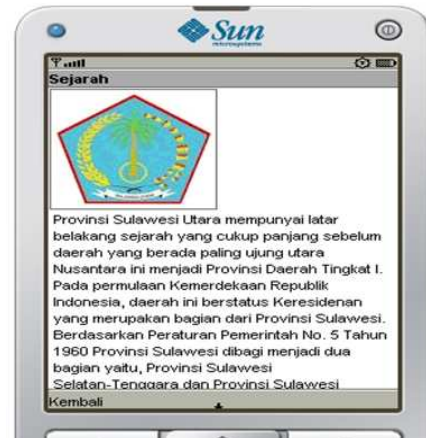 Sun
microsystems
Sejarah
Provinsi Sulawesi Utara mempunyai latar
belakang sejarah yang cukup panjang sebelum
daerah yang berada paling ujung utara
Nusantara ini menjadi Provinsi Daerah Tingkat I.
Pada permulaan Kemerdekaan Republik
Indonesia, daerah ini berstatus Keresidenan
yang merupakan bagian dari Provinsi Sulawesi.
Berdasarkan Peraturan Pemerintah No. 5 Tahun
1960 Provinsi Sulawesi dibagi menjadi dua
bagian yaitu, Provinsi Sulawesi
Selatan-Tenggara dan Provinsi Sulawesi
Kembali